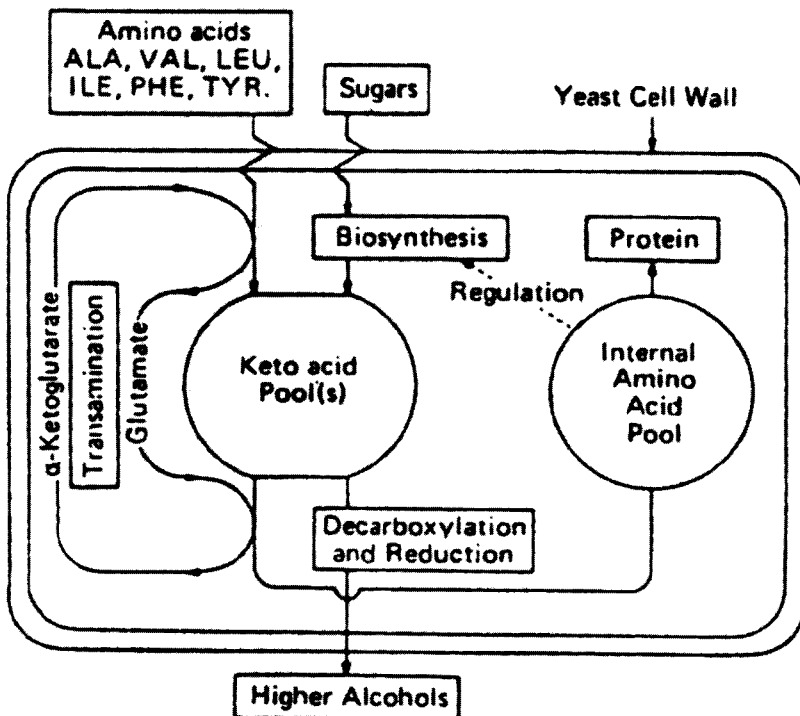 Amino acids
ALA, VAL, LEU,
ILE, PHE, TYR.
Sugars
Yeast Cell Wall
Biosynthesis
Protein
Regulation
α-Ketoglutarate
Transamination
Glutamate
Keto acid
Pool(s)
Internal
Amino
Acid
Pool
Decarboxylation
and Reduction
Higher Alcohols